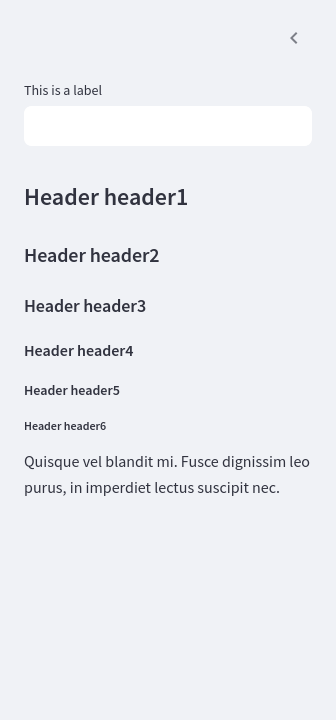 This is a label
Header header1
Header header2
Header header3
Header header4
Header header5
Header header6
Quisque vel blandit mi. Fusce dignissim leo
purus, in imperdiet lectus suscipit nec.